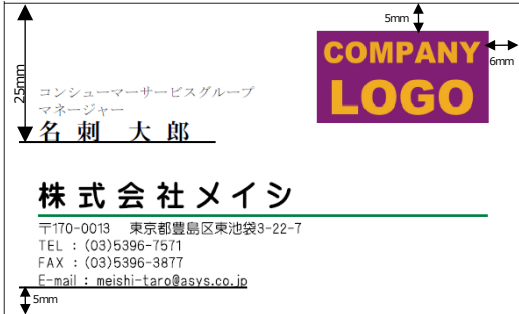 5mm
COMPANY
LOGO
6mm
25mm
コンシューマーサービスグループ
マネージャー
名刺 大郎
株式会社メイシ
〒170-0013 東京都豊島区東池袋3-22-7
TEL : (03)5396-7571
FAX : (03)5396-3877
E-mail : meishi-taro@asys.co.jp
5mm